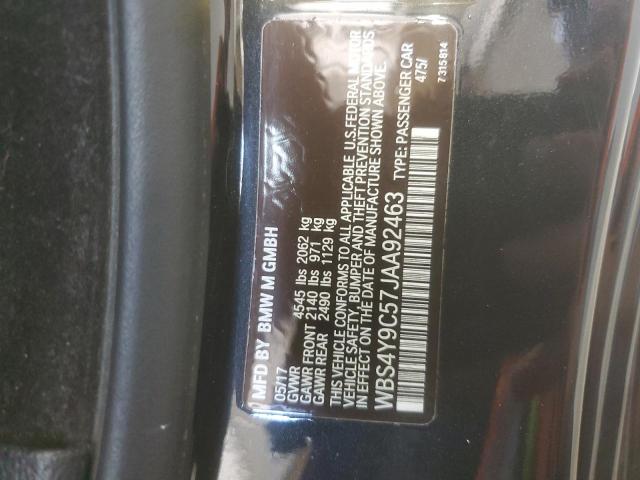 MFD BY BMW M GMBH
05/17
GVWR 4545 lbs 2062 kg
GAWR FRONT 2140 lbs 971 kg
GAWR REAR 2490 lbs 1129 kg
THIS VEHICLE CONFORMS TO ALL APPLICABLE U.S.FEDERAL MOTOR
VEHICLE SAFETY, BUMPER AND THEFT PREVENTION STANDARDS
IN EFFECT ON THE DATE OF MANUFACTURE SHOWN ABOVE.
WBS4Y9C57JAA92463 TYPE: PASSENGER CAR
475/
7 315 814